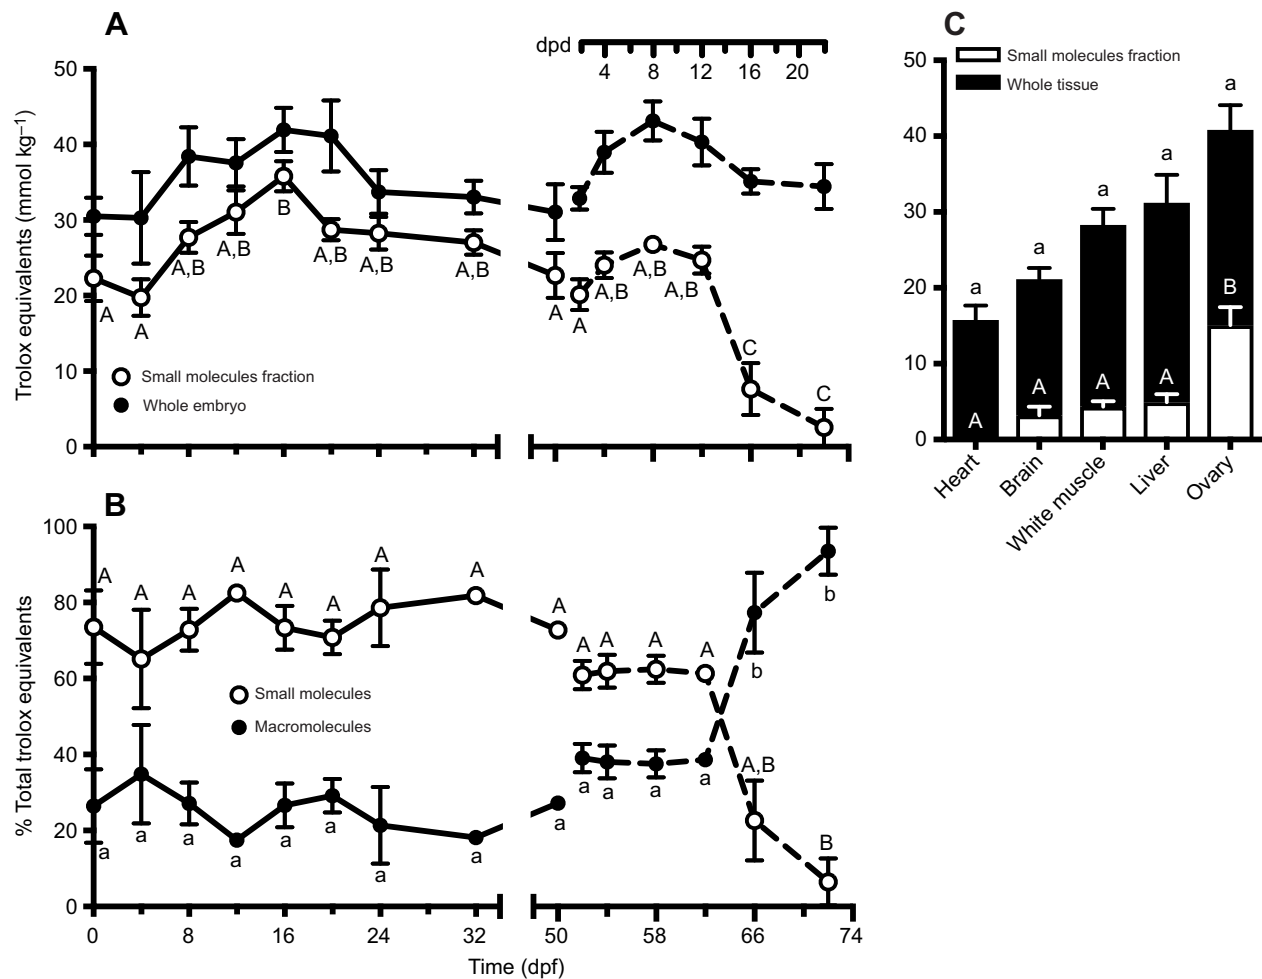 A
dpd
4 8 12 16 20
50
40
30
20
10
0
Trolox equivalents (mmol kg⁻¹)
B
A,B
A,B
A,B
A,B
A,B
A
A
A
A
A,B
A,B
A,B
C
C
Small molecules fraction
Whole embryo
B
100
80
60
40
20
0
% Total trolox equivalents
A A A A A A A A A
A A A A
A,B
B
Small molecules
Macromolecules
a a a a a a a a a
a a a a
b
b
0 8 16 24 32 50 58 66 74
Time (dpf)
C
Small molecules fraction
Whole tissue
50
40
30
20
10
0
a a a a a
A A A A B
Heart
Brain
White muscle
Liver
Ovary